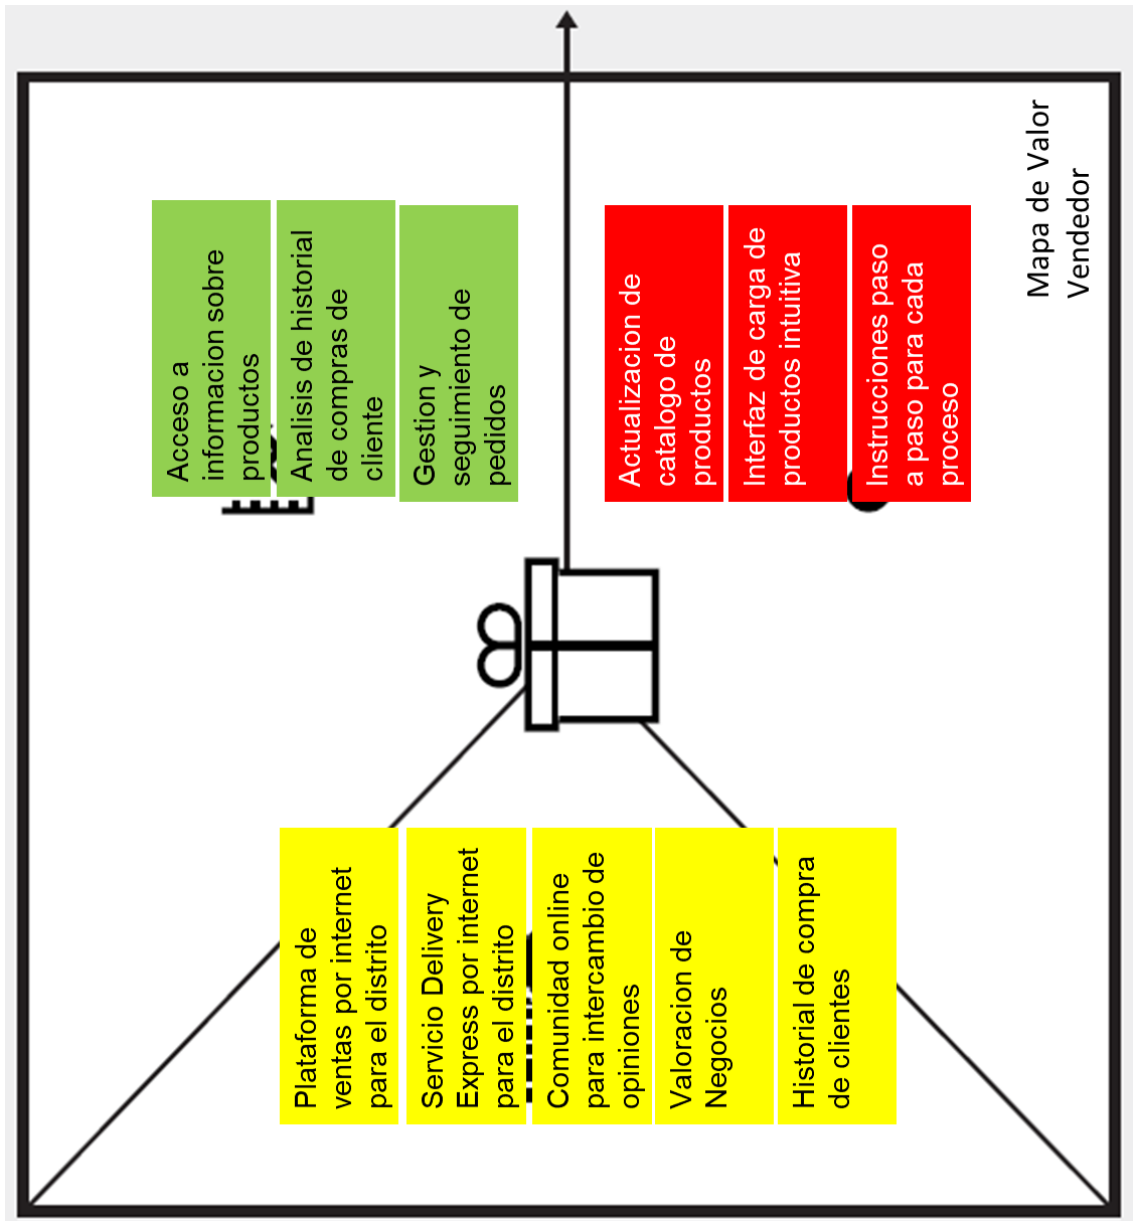 Plataforma de
ventas por internet
para el distrito
Servicio Delivery
Express por internet
para el distrito
Comunidad online
para intercambio de
opiniones
Valoracion de
Negocios
Historial de compra
de clientes
Acceso a
informacion sobre
productos
Analisis de historial
de compras de
cliente
Gestion y
seguimiento de
pedidos
Actualizacion de
catalogo de
productos
Interfaz de carga de
productos intuitiva
Instrucciones paso
a paso para cada
proceso
Mapa de Valor
Vendedor